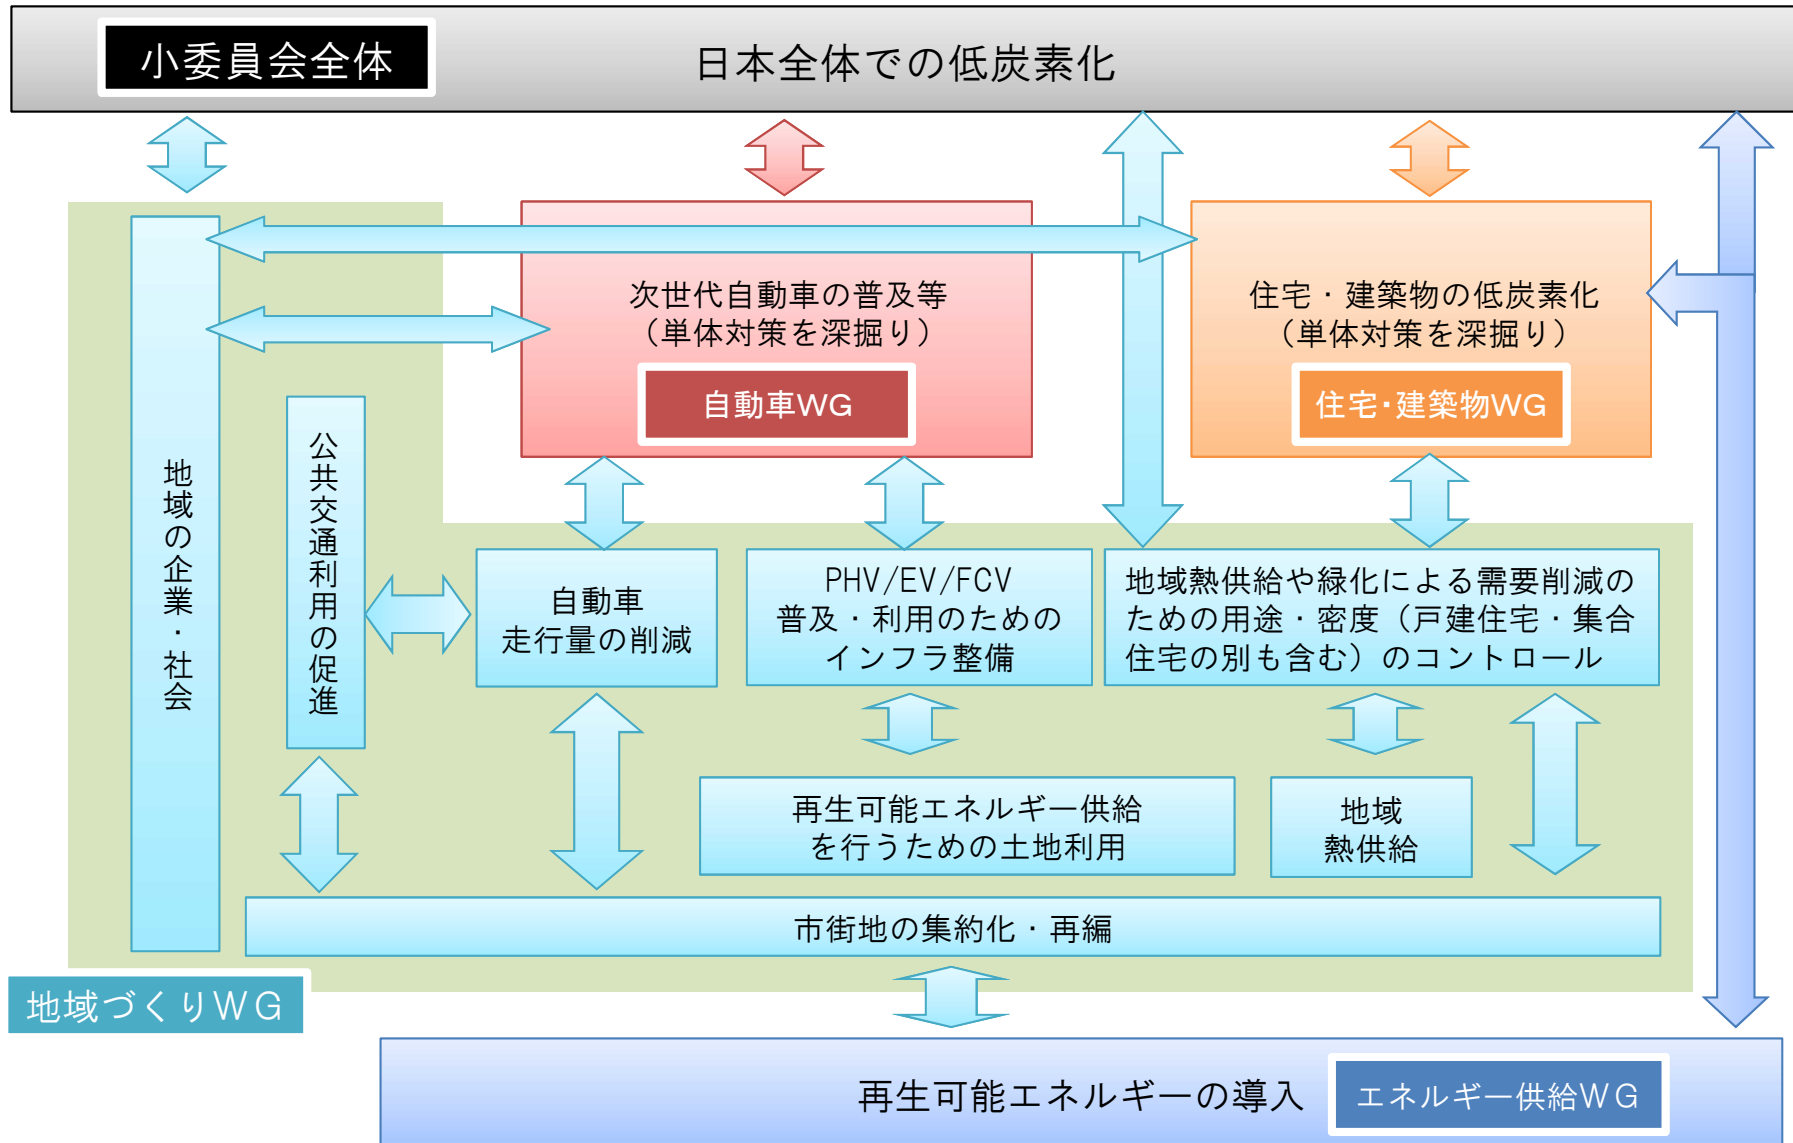 小委員会全体
日本全体での低炭素化
次世代自動車の普及等
（単体対策を深掘り）
自動車WG
住宅・建築物の低炭素化
（単体対策を深掘り）
住宅・建築物WG
地域の企業・社会
公共交通利用の促進
自動車
走行量の削減
PHV/EV/FCV
普及・利用のための
インフラ整備
地域熱供給や緑化による需要削減の
ための用途・密度（戸建住宅・集合
住宅の別も含む）のコントロール
再生可能エネルギー供給
を行うための土地利用
地域
熱供給
市街地の集約化・再編
地域づくりWG
再生可能エネルギーの導入
エネルギー供給WG